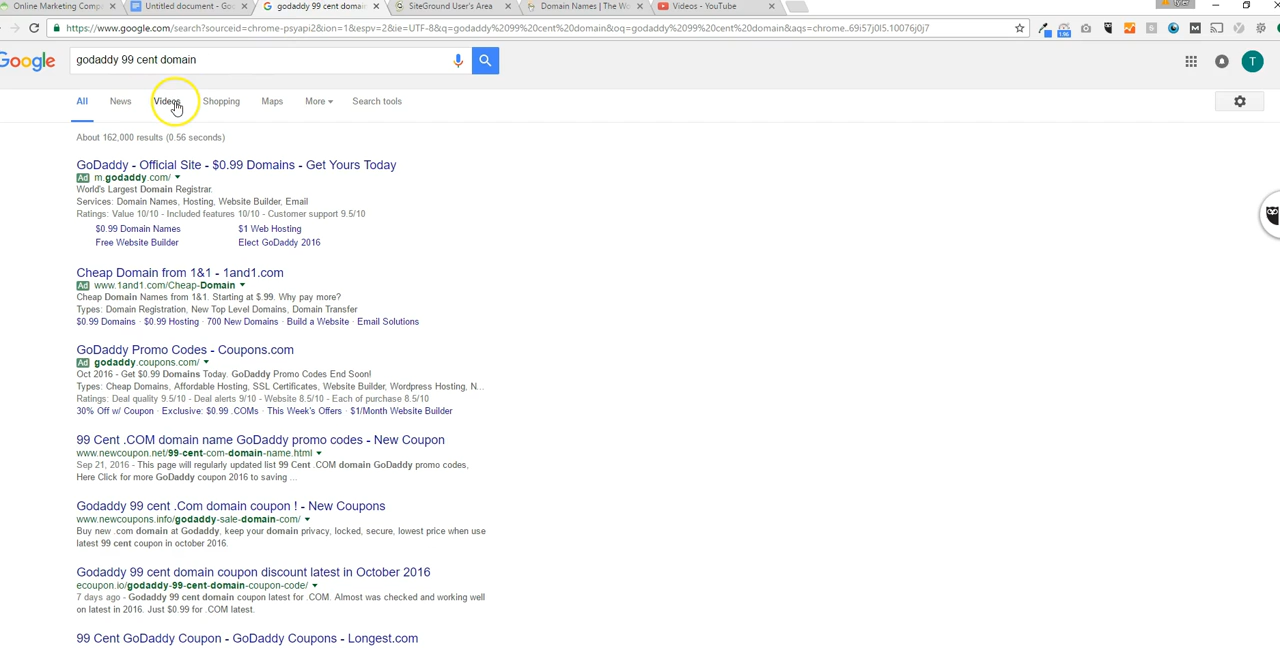 Online Marketing Comp
Untitled document - Go
godaddy 99 cent domain
SiteGround User's Area
Domain Names | The Wo
Videos - YouTube
Tyler
https://www.google.com/search?sourceid=chrome-psyapi2&ion=1&espv=2&ie=UTF-8&q=godaddy%2099%20cent%20domain&oq=godaddy%2099%20cent%20domain&aqs=chrome..69i57j0l5.10076j0j7
Google
godaddy 99 cent domain
T
All News Videos Shopping Maps More Search tools
About 162,000 results (0.56 seconds)
GoDaddy - Official Site - $0.99 Domains - Get Yours Today
Ad m.godaddy.com/
World's Largest Domain Registrar.
Services: Domain Names, Hosting, Website Builder, Email
Ratings: Value 10/10 - Included features 10/10 - Customer support 9.5/10
$0.99 Domain Names $1 Web Hosting
Free Website Builder Elect GoDaddy 2016
Cheap Domain from 1&1 - 1and1.com
Ad www.1and1.com/Cheap-Domain
Cheap Domain Names from 1&1. Starting at $.99. Why pay more?
Types: Domain Registration, New Top Level Domains, Domain Transfer
$0.99 Domains · $0.99 Hosting · 700 New Domains · Build a Website · Email Solutions
GoDaddy Promo Codes - Coupons.com
Ad godaddy.coupons.com/
Oct 2016 - Get $0.99 Domains Today. GoDaddy Promo Codes End Soon!
Types: Cheap Domains, Affordable Hosting, SSL Certificates, Website Builder, Wordpress Hosting, N...
Ratings: Deal quality 9.5/10 - Deal alerts 9/10 - Website 8.5/10 - Each of purchase 8.5/10
30% Off w/ Coupon · Exclusive: $0.99 .COMs · This Week's Offers · $1/Month Website Builder
99 Cent .COM domain name GoDaddy promo codes - New Coupon
www.newcoupon.net/99-cent-com-domain-name.html
Sep 21, 2016 - This page will regularly updated list 99 Cent .COM domain GoDaddy promo codes,
Here Click for more GoDaddy coupon 2016 to saving ...
Godaddy 99 cent .Com domain coupon ! - New Coupons
www.newcoupons.info/godaddy-sale-domain-com/
Buy new .com domain at Godaddy, keep your domain privacy, locked, secure, lowest price when use
latest 99 cent coupon in october 2016.
Godaddy 99 cent domain coupon discount latest in October 2016
ecoupon.io/godaddy-99-cent-domain-coupon-code/
7 days ago - Godaddy 99 cent domain coupon latest for .COM. Almost was checked and working well
on latest in 2016. Just $0.99 for .COM latest.
99 Cent GoDaddy Coupon - GoDaddy Coupons - Longest.com